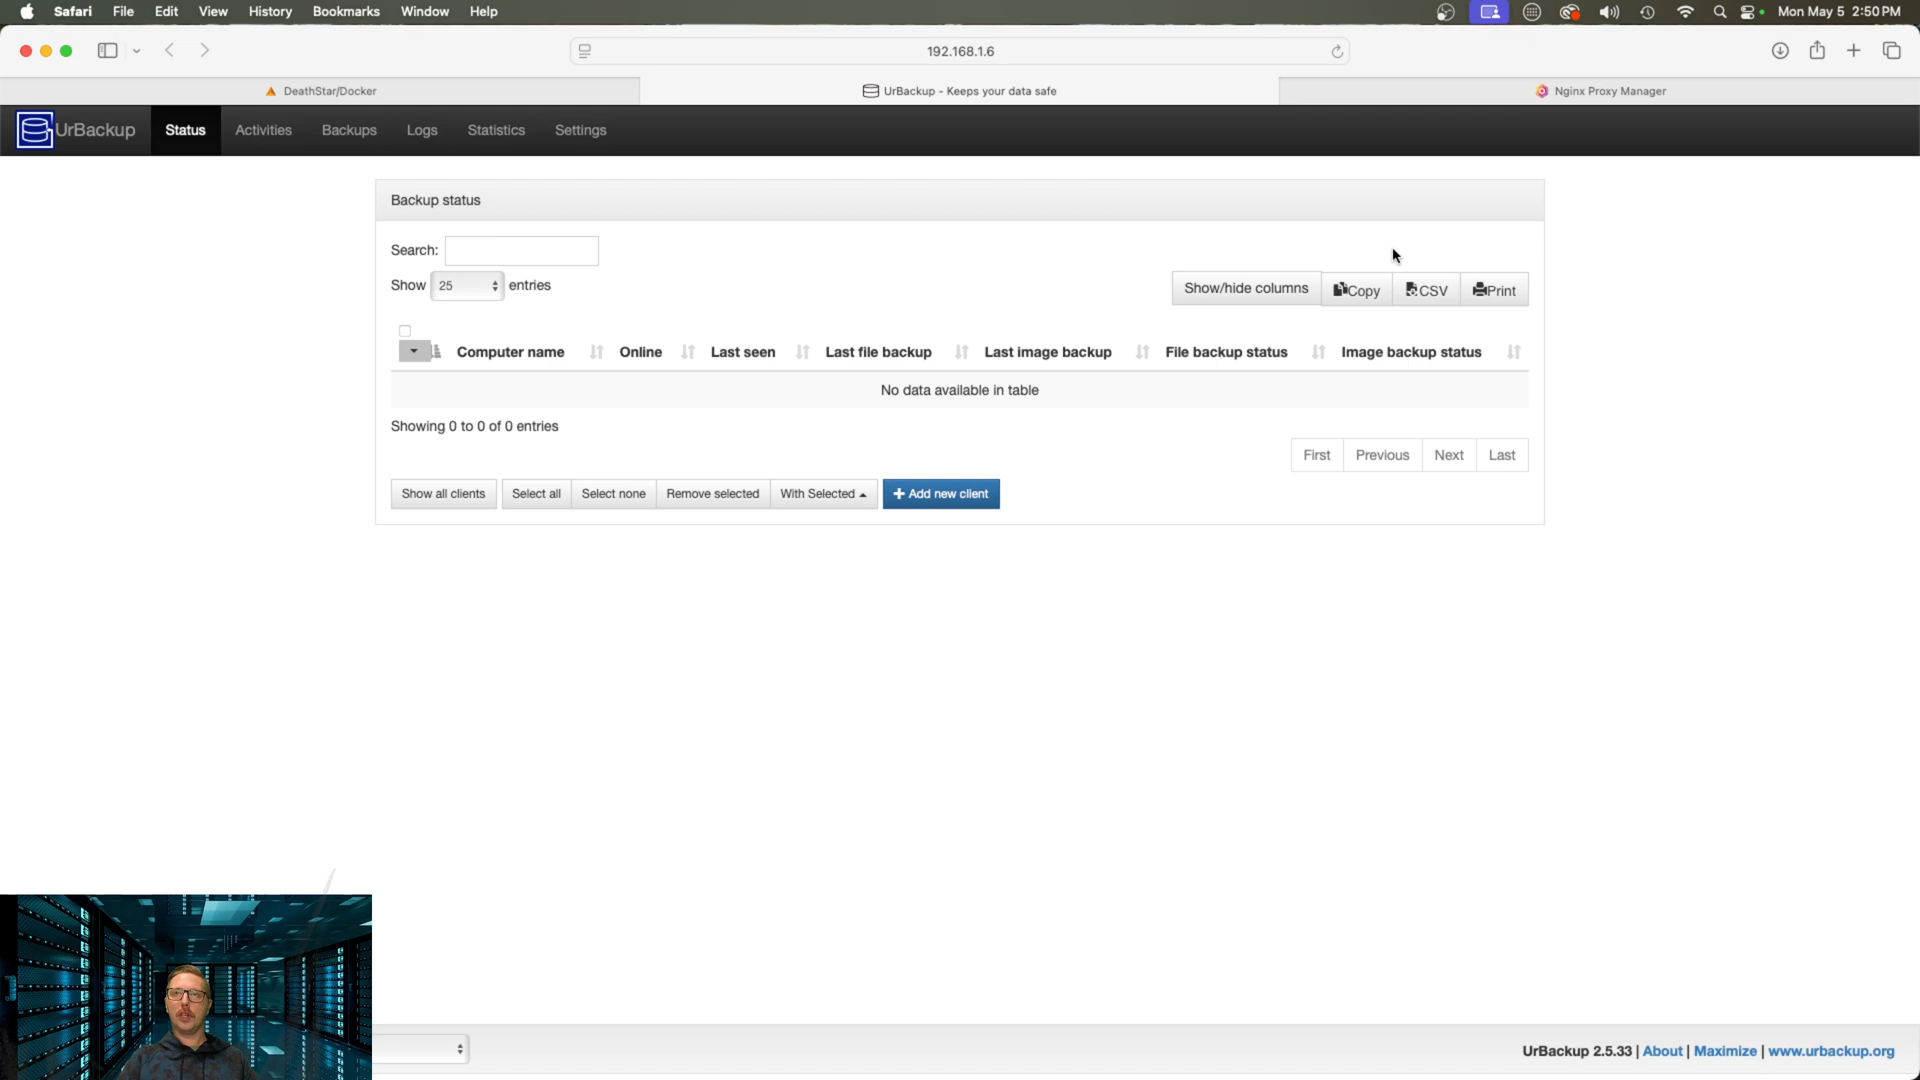 Safari File Edit View History Bookmarks Window Help Mon May 5 2:50 PM
192.168.1.6
DeathStar/Docker UrBackup - Keeps your data safe Nginx Proxy Manager
UrBackup Status Activities Backups Logs Statistics Settings
Backup status
Search:
Show 25 entries
Show/hide columns Copy CSV Print
Computer name Online Last seen Last file backup Last image backup File backup status Image backup status
No data available in table
Showing 0 to 0 of 0 entries
First Previous Next Last
Show all clients Select all Select none Remove selected With Selected Add new client
UrBackup 2.5.33 | About | Maximize | www.urbackup.org